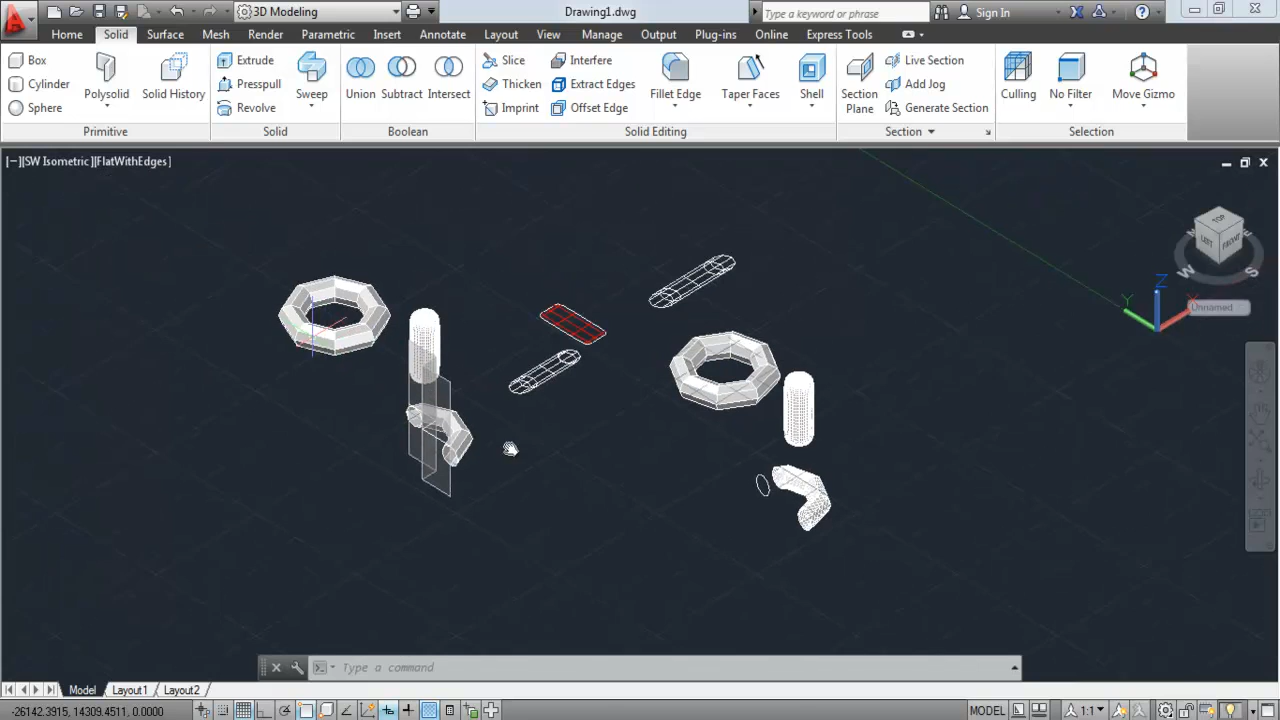 3D Modeling
Drawing1.dwg
Type a keyword or phrase
Sign In
Home Solid Surface Mesh Render Parametric Insert Annotate Layout View Manage Output Plug-ins Online Express Tools
Box
Cylinder
Sphere
Polysolid
Solid History
Primitive
Extrude
Presspull
Revolve
Sweep
Solid
Union
Subtract
Intersect
Boolean
Slice
Thicken
Imprint
Interfere
Extract Edges
Offset Edge
Fillet Edge
Taper Faces
Shell
Solid Editing
Section
Plane
Live Section
Add Jog
Generate Section
Section
Culling
No Filter
Move Gizmo
Selection
[−][SW Isometric][FlatWithEdges]
TOP
LEFT
FRONT
W
S
Z
Y
X
Unnamed
Type a command
Model Layout1 Layout2
-26142.3915, 14309.4511, 0.0000
MODEL
1:1